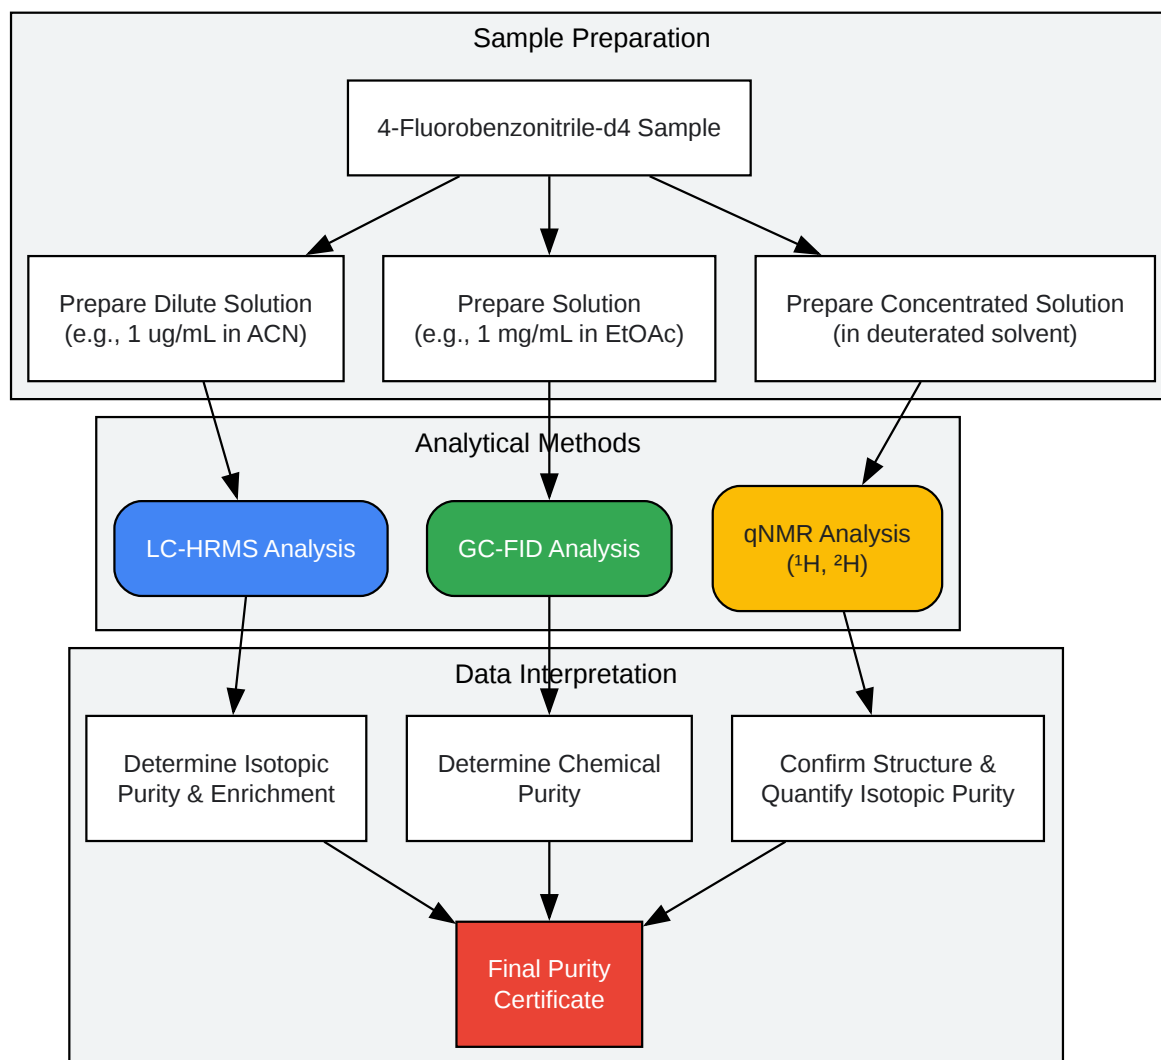 Sample Preparation
4-Fluorobenzonitrile-d4 Sample
Prepare Dilute Solution
(e.g., 1 ug/mL in ACN)
Prepare Solution
(e.g., 1 mg/mL in EtOAc)
Prepare Concentrated Solution
(in deuterated solvent)
Analytical Methods
LC-HRMS Analysis
GC-FID Analysis
qNMR Analysis
(¹H, ²H)
Data Interpretation
Determine Isotopic
Purity & Enrichment
Determine Chemical
Purity
Confirm Structure &
Quantify Isotopic Purity
Final Purity
Certificate